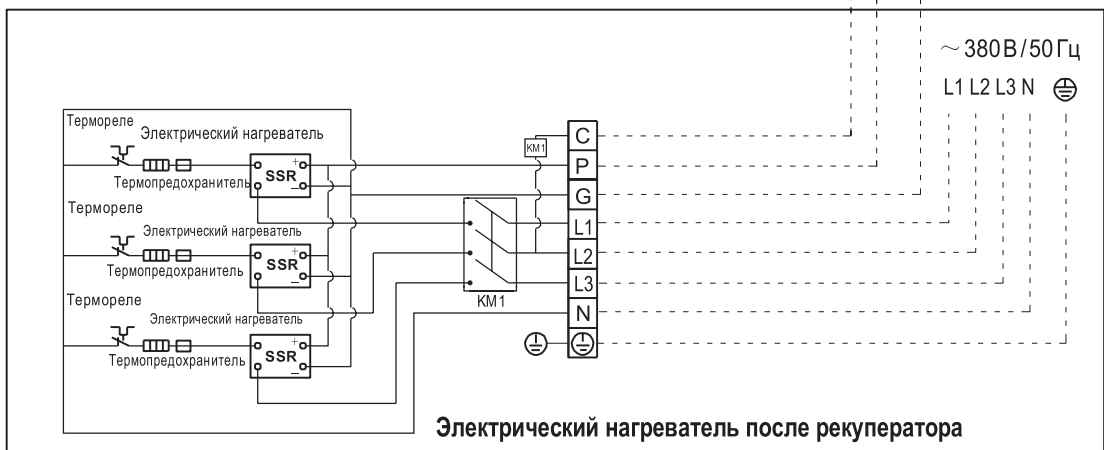 ~ 380В/50Гц
L1 L2 L3 N
Термореле
Электрический нагреватель
+
SSR
−
Термопредохранитель
C
KM1
P
G
Термореле
Электрический нагреватель
+
SSR
−
Термопредохранитель
L1
L2
L3
KM1
N
Термореле
Электрический нагреватель
+
SSR
−
Термопредохранитель
Электрический нагреватель после рекуператора